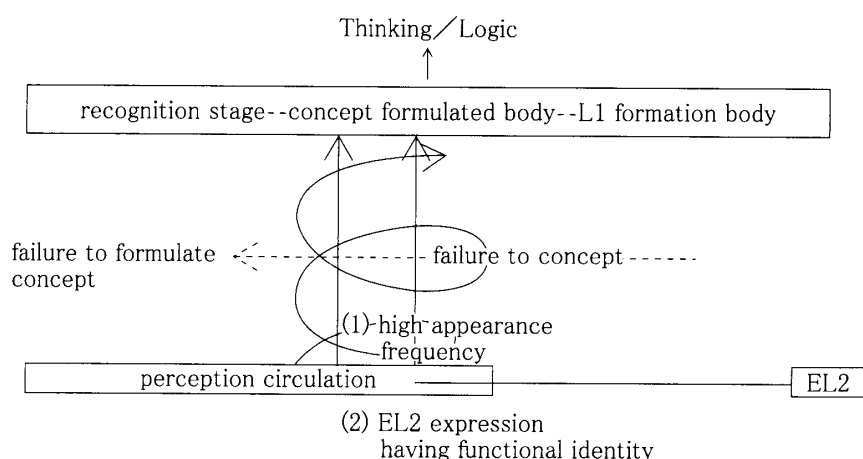 Thinking／Logic
recognition stage--concept formulated body--L1 formation body
failure to formulate
concept
failure to concept
(1) high appearance
frequency
perception circulation
EL2
(2) EL2 expression
having functional identity